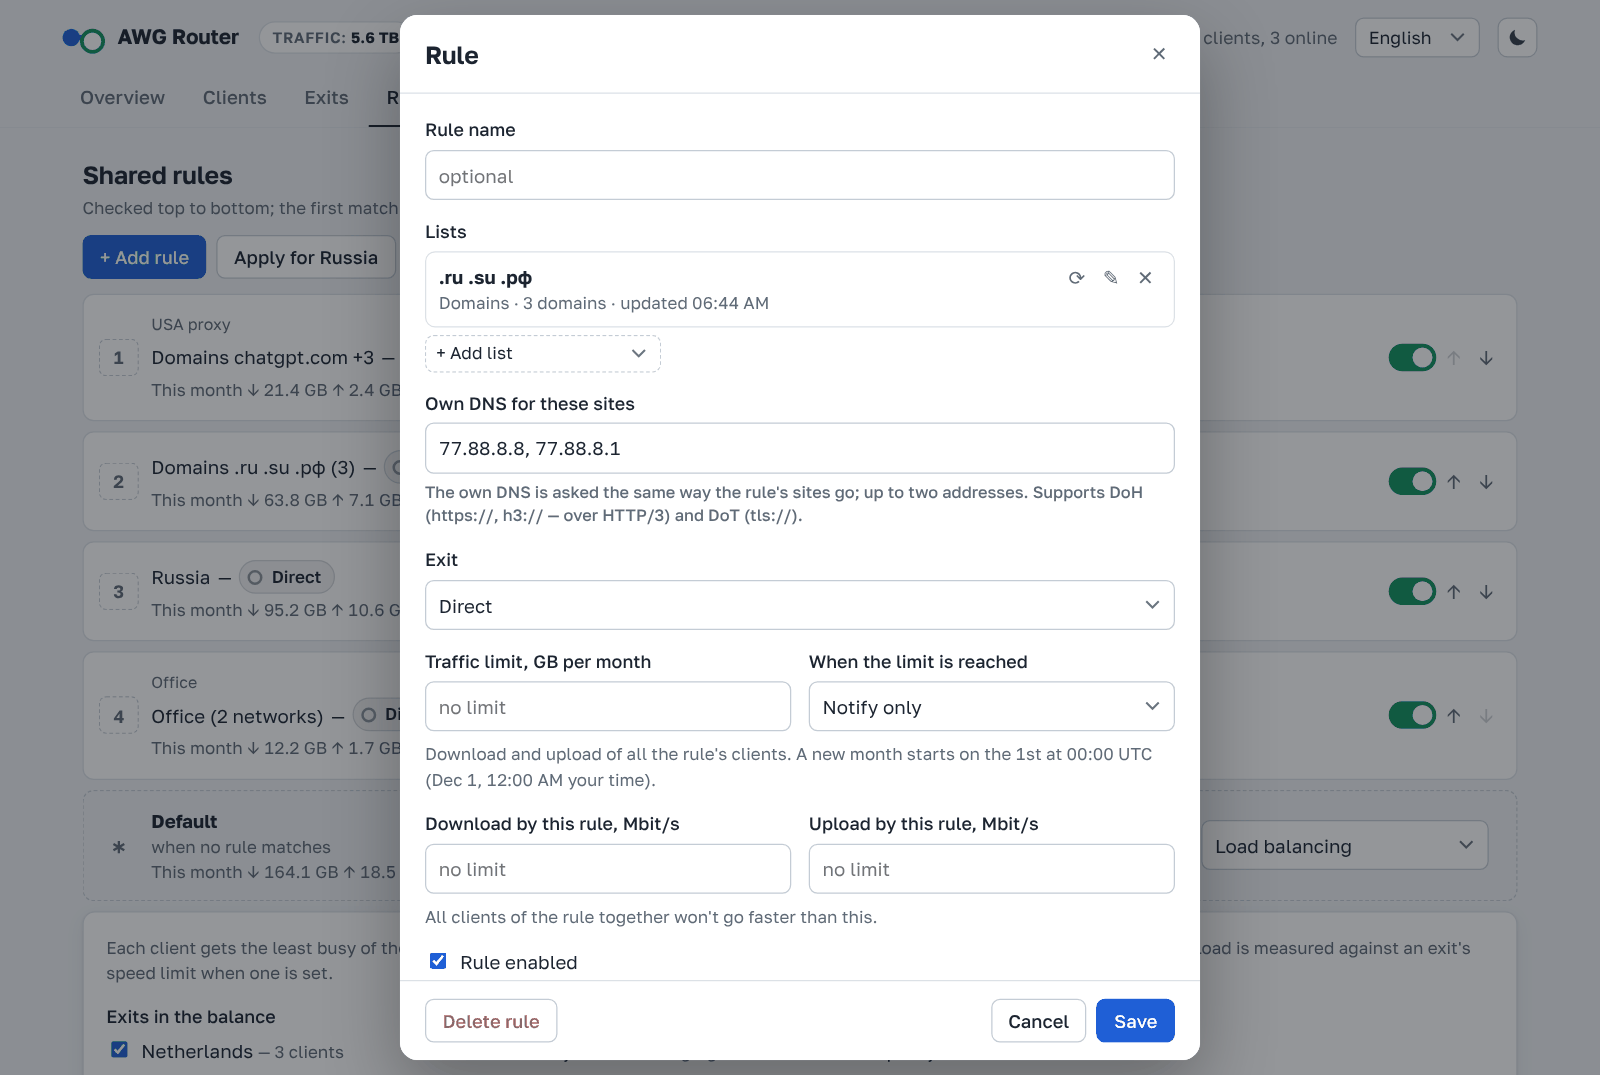 AWG Router
TRAFFIC: 5.6 TB
clients, 3 online
English
Overview
Clients
Exits
R
Shared rules
Checked top to bottom; the first match
+ Add rule
Apply for Russia
USA proxy
1
Domains chatgpt.com +3 —
This month ↓ 21.4 GB ↑ 2.4 GB
2
Domains .ru .su .рф (3) —
This month ↓ 63.8 GB ↑ 7.1 GB
3
Russia — Direct
This month ↓ 95.2 GB ↑ 10.6 G
Office
4
Office (2 networks) — Di
This month ↓ 12.2 GB ↑ 1.7 GB
Default
* when no rule matches
This month ↓ 164.1 GB ↑ 18.5
Load balancing
Each client gets the least busy of the
load is measured against an exit's
speed limit when one is set.
Exits in the balance
Netherlands — 3 clients
Rule
Rule name
optional
Lists
.ru .su .рф
Domains · 3 domains · updated 06:44 AM
+ Add list
Own DNS for these sites
77.88.8.8, 77.88.8.1
The own DNS is asked the same way the rule's sites go; up to two addresses. Supports DoH
(https://, h3:// — over HTTP/3) and DoT (tls://).
Exit
Direct
Traffic limit, GB per month
When the limit is reached
no limit
Notify only
Download and upload of all the rule's clients. A new month starts on the 1st at 00:00 UTC
(Dec 1, 12:00 AM your time).
Download by this rule, Mbit/s
Upload by this rule, Mbit/s
no limit
no limit
All clients of the rule together won't go faster than this.
Rule enabled
Delete rule
Cancel
Save